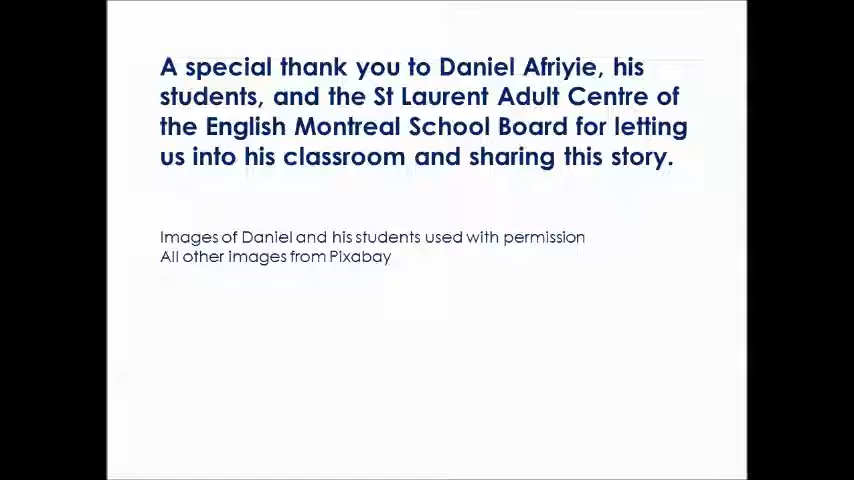 A special thank you to Daniel Afriyie, his
students, and the St Laurent Adult Centre of
the English Montreal School Board for letting
us into his classroom and sharing this story.
Images of Daniel and his students used with permission
All other images from Pixabay